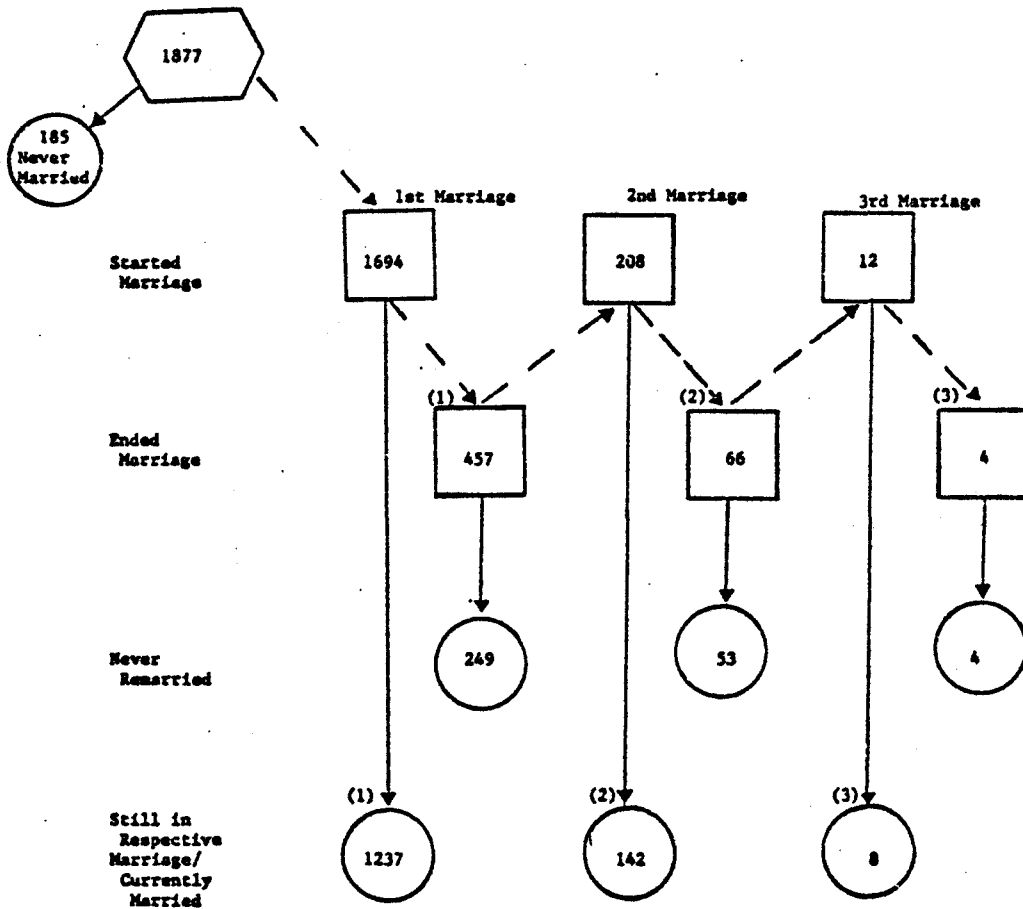 1877
185
Never
Married
1st Marriage
2nd Marriage
3rd Marriage
Started
Marriage
1694
208
12
(1)
(2)
(3)
Ended
Marriage
457
66
4
Never
Remarried
249
53
4
(1)
(2)
(3)
Still in
Respective
Marriage/
Currently
Married
1237
142
8